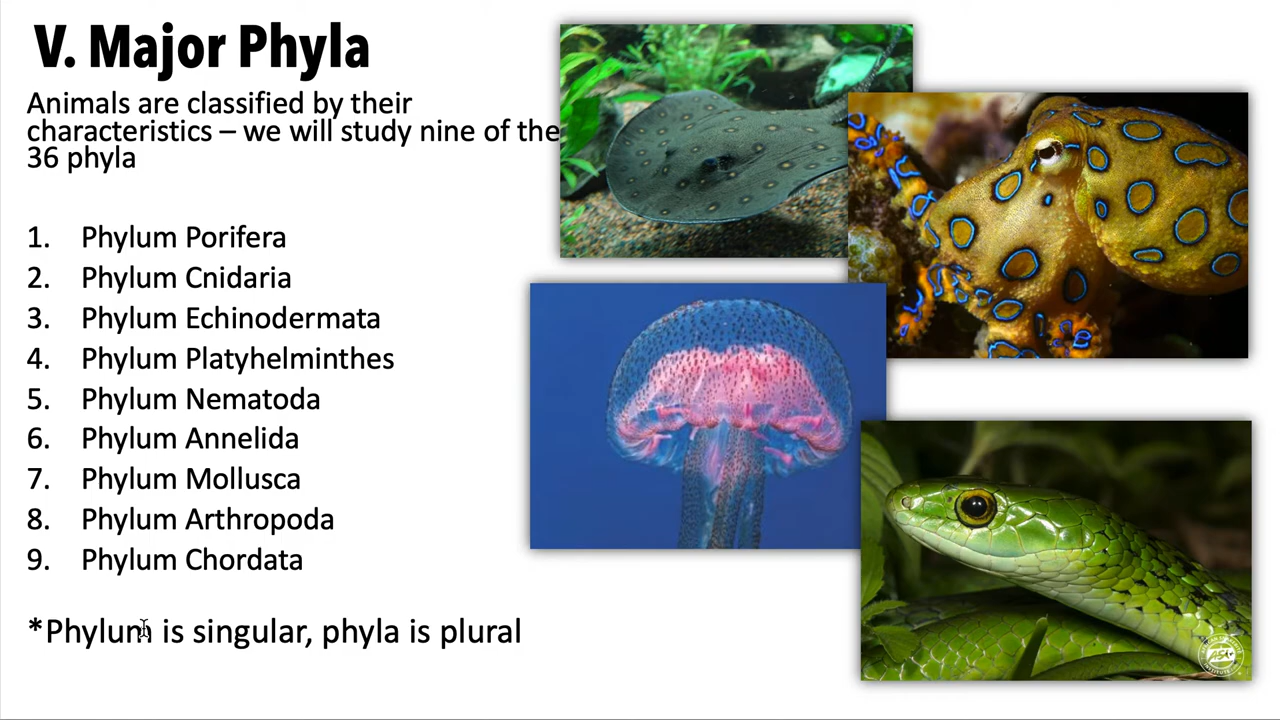 V. Major Phyla
Animals are classified by their
characteristics – we will study nine of the
36 phyla
1. Phylum Porifera
2. Phylum Cnidaria
3. Phylum Echinodermata
4. Phylum Platyhelminthes
5. Phylum Nematoda
6. Phylum Annelida
7. Phylum Mollusca
8. Phylum Arthropoda
9. Phylum Chordata
*Phylum is singular, phyla is plural